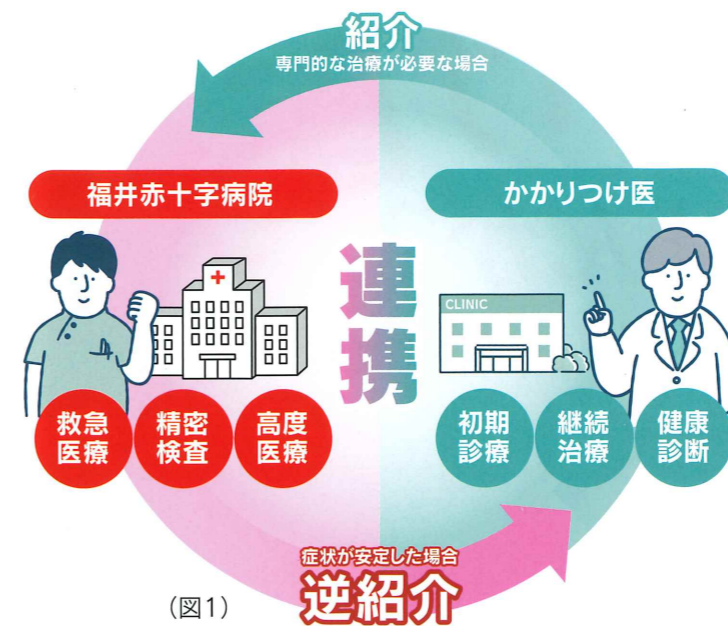 紹介
専門的な治療が必要な場合
福井赤十字病院
かかりつけ医
連携
CLINIC
救急
医療
精密
検査
高度
医療
初期
診療
継続
治療
健康
診断
症状が安定した場合
逆紹介
(図1)